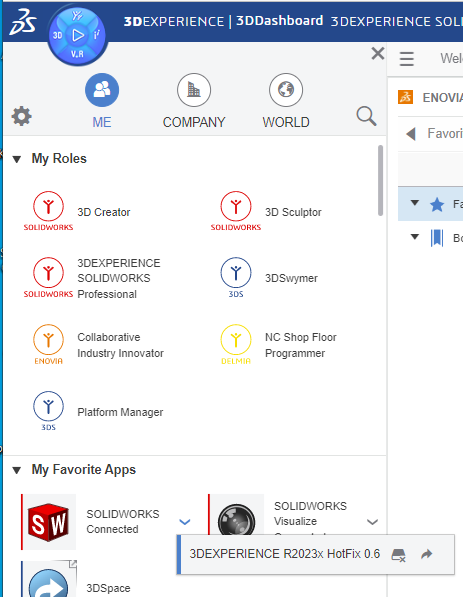 3DEXPERIENCE | 3DDashboard 3DEXPERIENCE SOL
3D
V.R
ME
COMPANY
WORLD
Wel
ENOVIA
Favori
Fa
Bo
My Roles
SOLIDWORKS
3D Creator
SOLIDWORKS
3D Sculptor
SOLIDWORKS
3DEXPERIENCE
SOLIDWORKS
Professional
3DS
3DSwymer
ENOVIA
Collaborative
Industry Innovator
DELMIA
NC Shop Floor
Programmer
3DS
Platform Manager
My Favorite Apps
SW
SOLIDWORKS
Connected
SOLIDWORKS
Visualize
3DEXPERIENCE R2023x HotFix 0.6
3DSpace